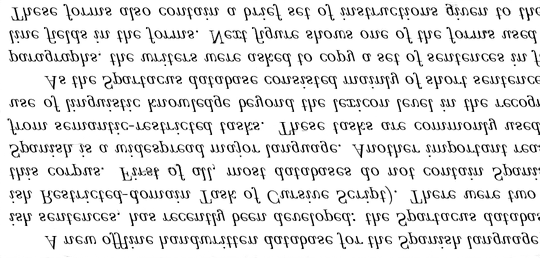 A new offline handwritten database for the Spanish language
ish sentences, has recently been developed: the Spartacus databas
ish Restricted-domain Task of Cursive Script). There were two
this corpus. First of all, most databases do not contain Spani
Spanish is a widespread major language. Another important rea
from semantic-restricted tasks. These tasks are commonly used
use of linguistic knowledge beyond the lexicon level in the recogn
As the Spartacus database consisted mainly of short sentence
paragraphs, the writers were asked to copy a set of sentences in f
line fields in the forms. Next figure shows one of the forms used
These forms also contain a brief set of instructions given to the